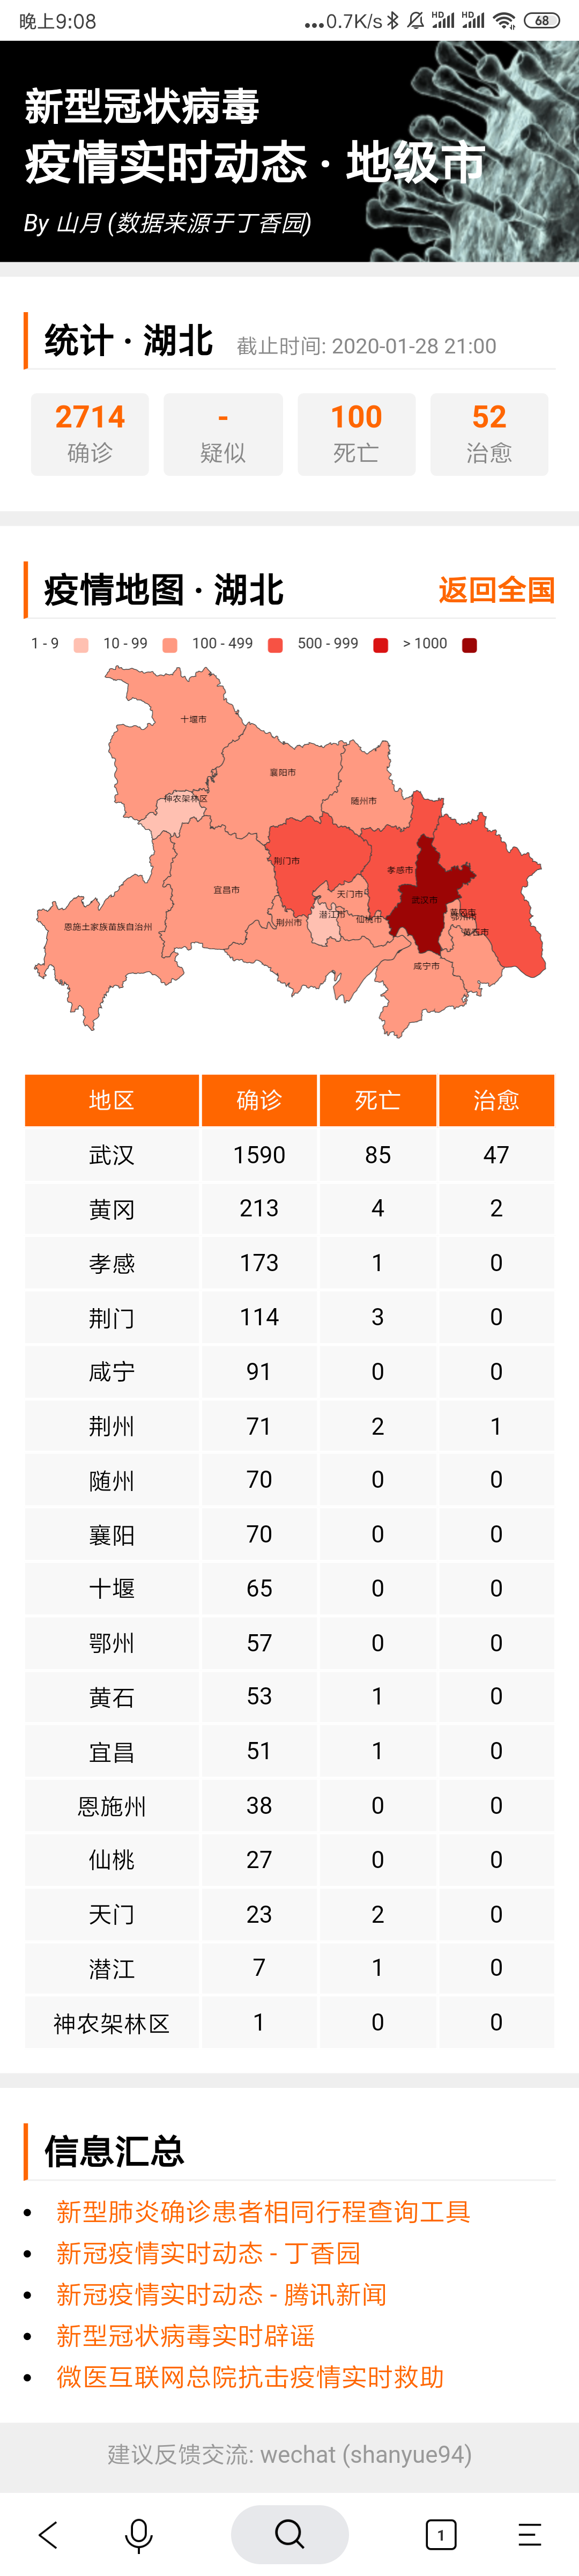 晚上9:08
...0.7K/s HD HD 68
新型冠状病毒
疫情实时动态 · 地级市
By 山月 (数据来源于丁香园)
统计 · 湖北 截止时间: 2020-01-28 21:00
2714 - 100 52
确诊 疑似 死亡 治愈
疫情地图 · 湖北 返回全国
1 - 9 10 - 99 100 - 499 500 - 999 > 1000
十堰市
襄阳市
神农架林区
随州市
荆门市
孝感市
宜昌市
天门市
武汉市
潜江市
黄冈市
鄂州市
仙桃市
荆州市
恩施土家族苗族自治州
黄石市
咸宁市
地区 确诊 死亡 治愈
武汉 1590 85 47
黄冈 213 4 2
孝感 173 1 0
荆门 114 3 0
咸宁 91 0 0
荆州 71 2 1
随州 70 0 0
襄阳 70 0 0
十堰 65 0 0
鄂州 57 0 0
黄石 53 1 0
宜昌 51 1 0
恩施州 38 0 0
仙桃 27 0 0
天门 23 2 0
潜江 7 1 0
神农架林区 1 0 0
信息汇总
• 新型肺炎确诊患者相同行程查询工具
• 新冠疫情实时动态 - 丁香园
• 新冠疫情实时动态 - 腾讯新闻
• 新型冠状病毒实时辟谣
• 微医互联网总院抗击疫情实时救助
建议反馈交流: wechat (shanyue94)
1